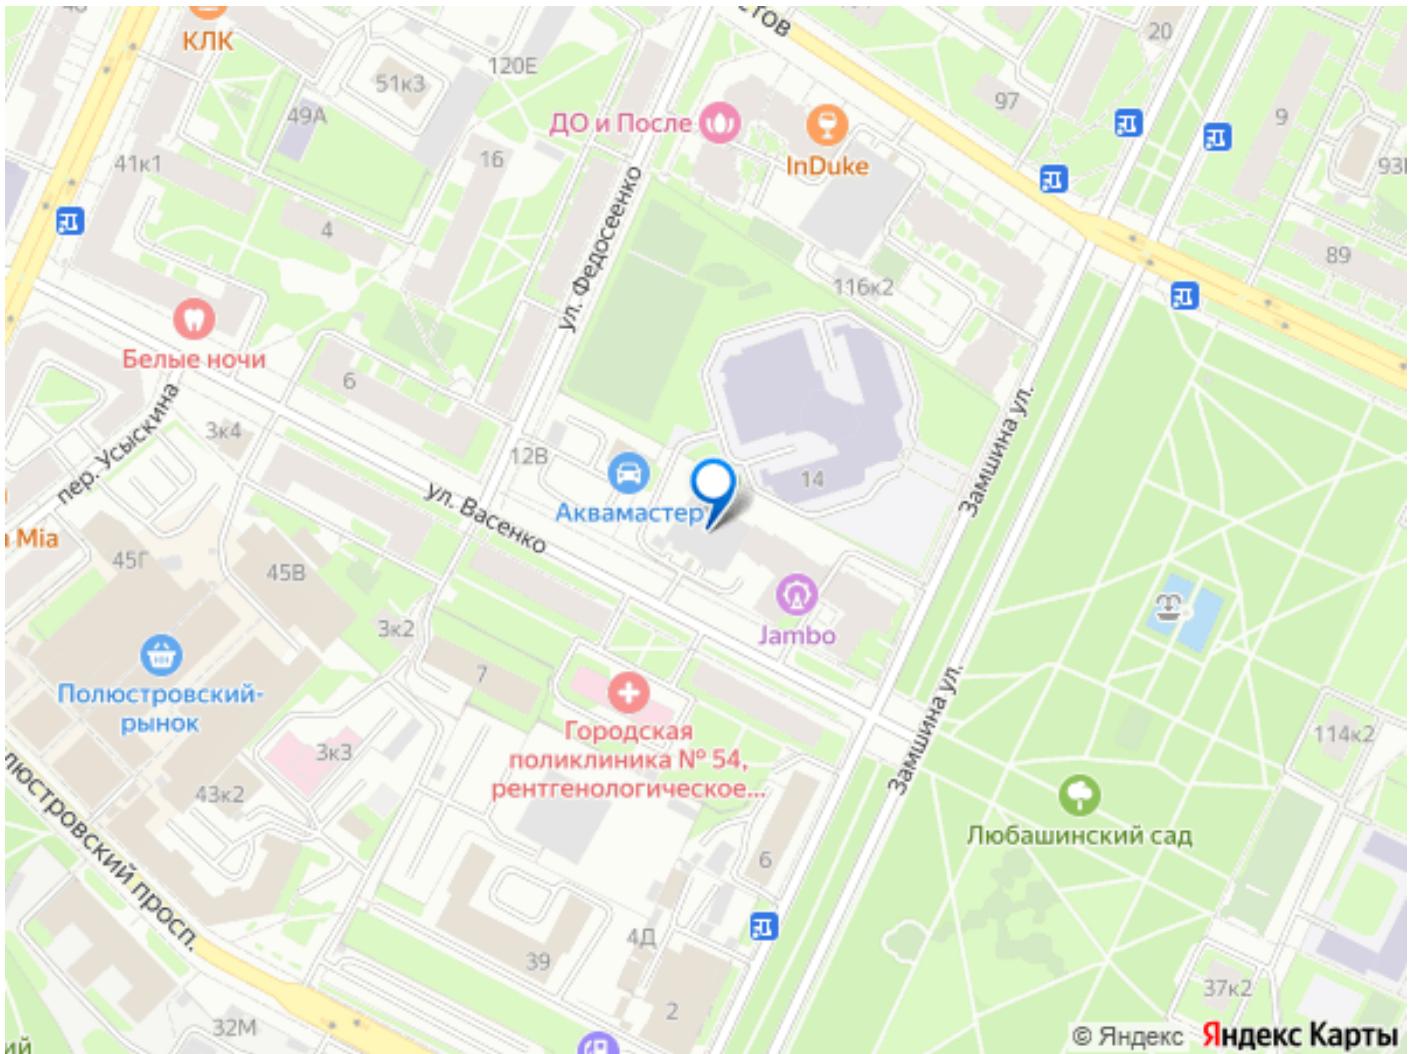 КЛК
стов
20
120Е
51к3
97
49А
ДО и После
9
16
41к1
InDuke
93
ул. Федосеенко
4
89
116к2
Белые ночи
6
Замшина ул.
пер. Усыскина
3к4
12В
14
ул. Васенко
Аквамастер
Mia
45Г
45В
3к2
Jambo
7
Полюстровский
рынок
Городская
поликлиника № 54,
рентгенологическое...
Замшина ул.
114к2
3к3
43к2
Любашинский сад
люстровский просп.
6
4Д
39
37к2
2
32М
ий
© Яндекс Яндекс Карты